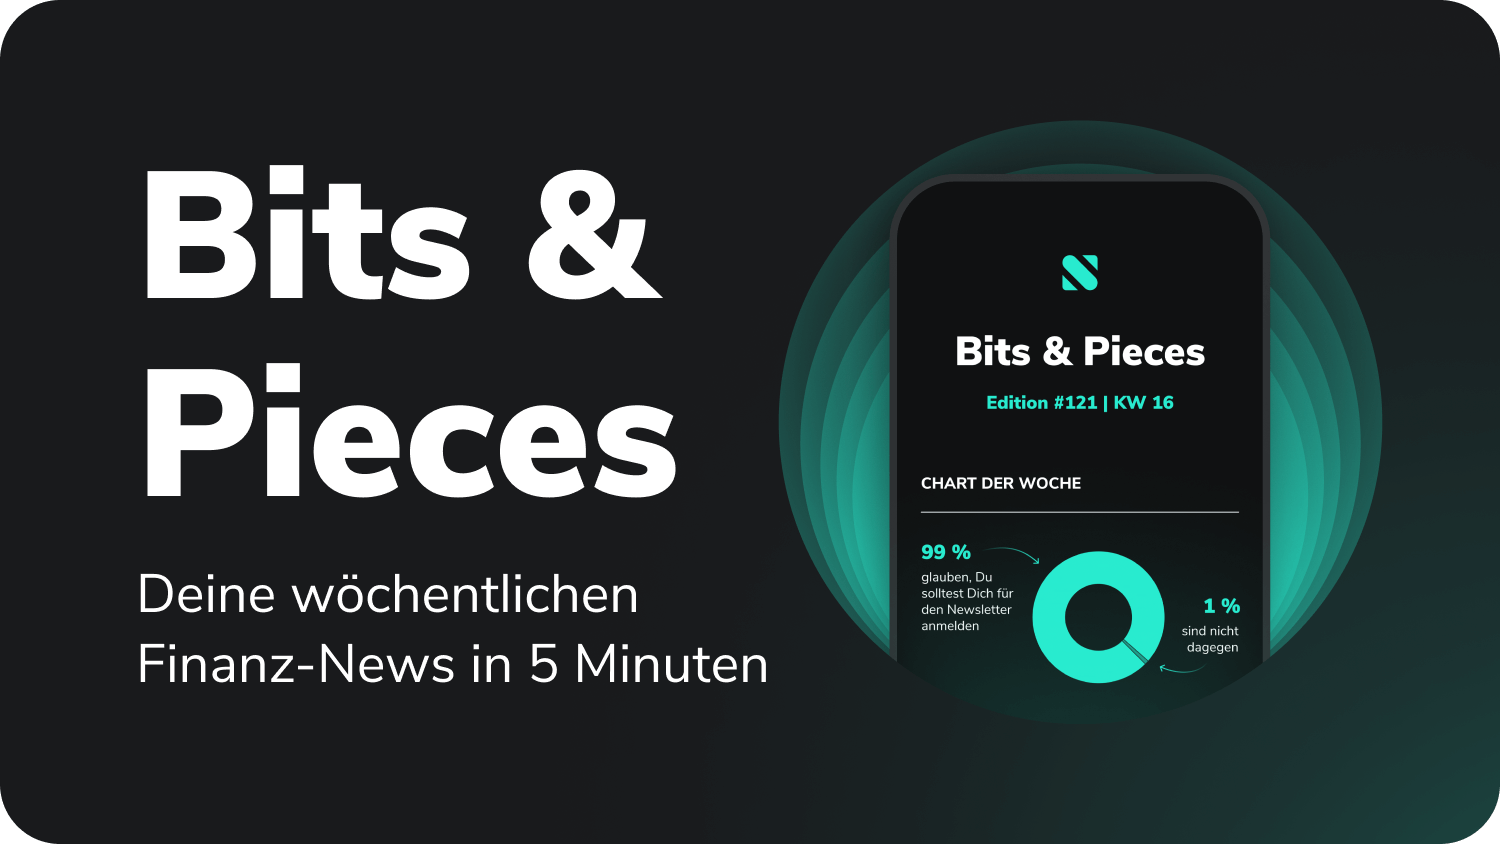 Bits &
Pieces
Deine wöchentlichen
Finanz-News in 5 Minuten
Bits & Pieces
Edition #121 | KW 16
CHART DER WOCHE
99 %
glauben, Du
solltest Dich für
den Newsletter
anmelden
1 %
sind nicht
dagegen